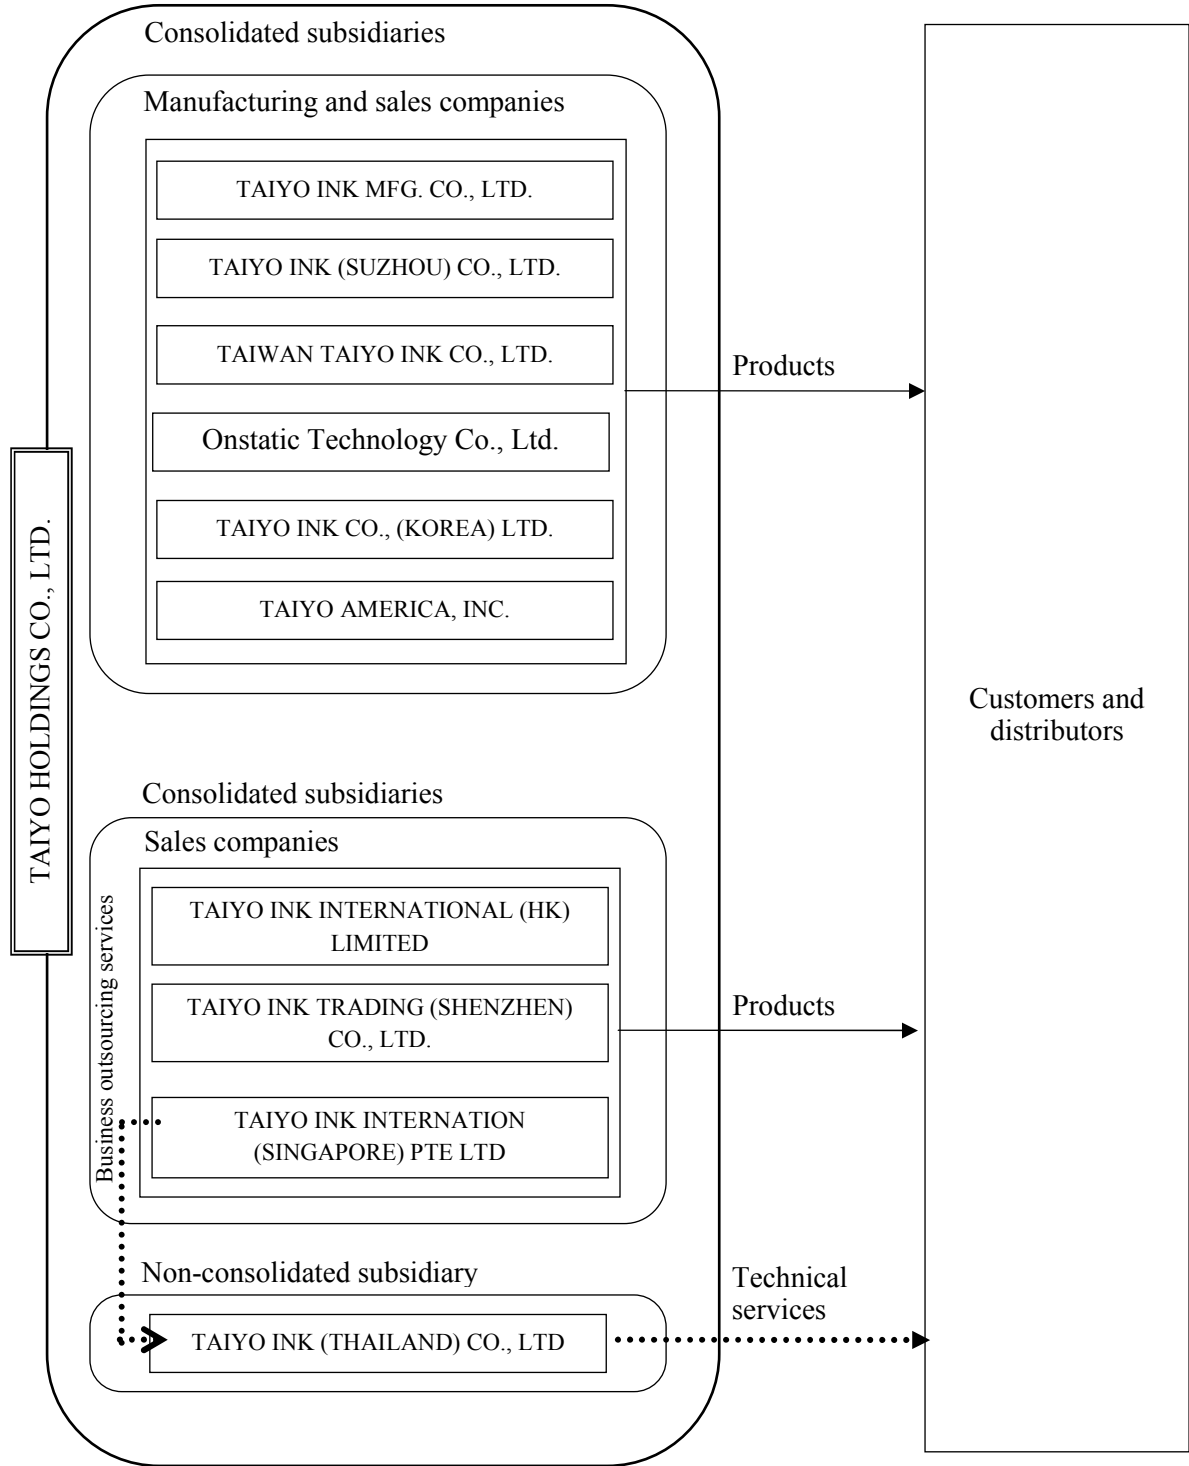 Consolidated subsidiaries
Manufacturing and sales companies
TAIYO INK MFG. CO., LTD.
TAIYO INK (SUZHOU) CO., LTD.
TAIWAN TAIYO INK CO., LTD.
Products
Onstatic Technology Co., Ltd.
TAIYO INK CO., (KOREA) LTD.
TAIYO AMERICA, INC.
TAIYO HOLDINGS CO., LTD.
Customers and
distributors
Consolidated subsidiaries
Sales companies
Business outsourcing services
TAIYO INK INTERNATIONAL (HK)
LIMITED
TAIYO INK TRADING (SHENZHEN)
CO., LTD.
Products
TAIYO INK INTERNATION
(SINGAPORE) PTE LTD
Non-consolidated subsidiary
Technical
services
TAIYO INK (THAILAND) CO., LTD